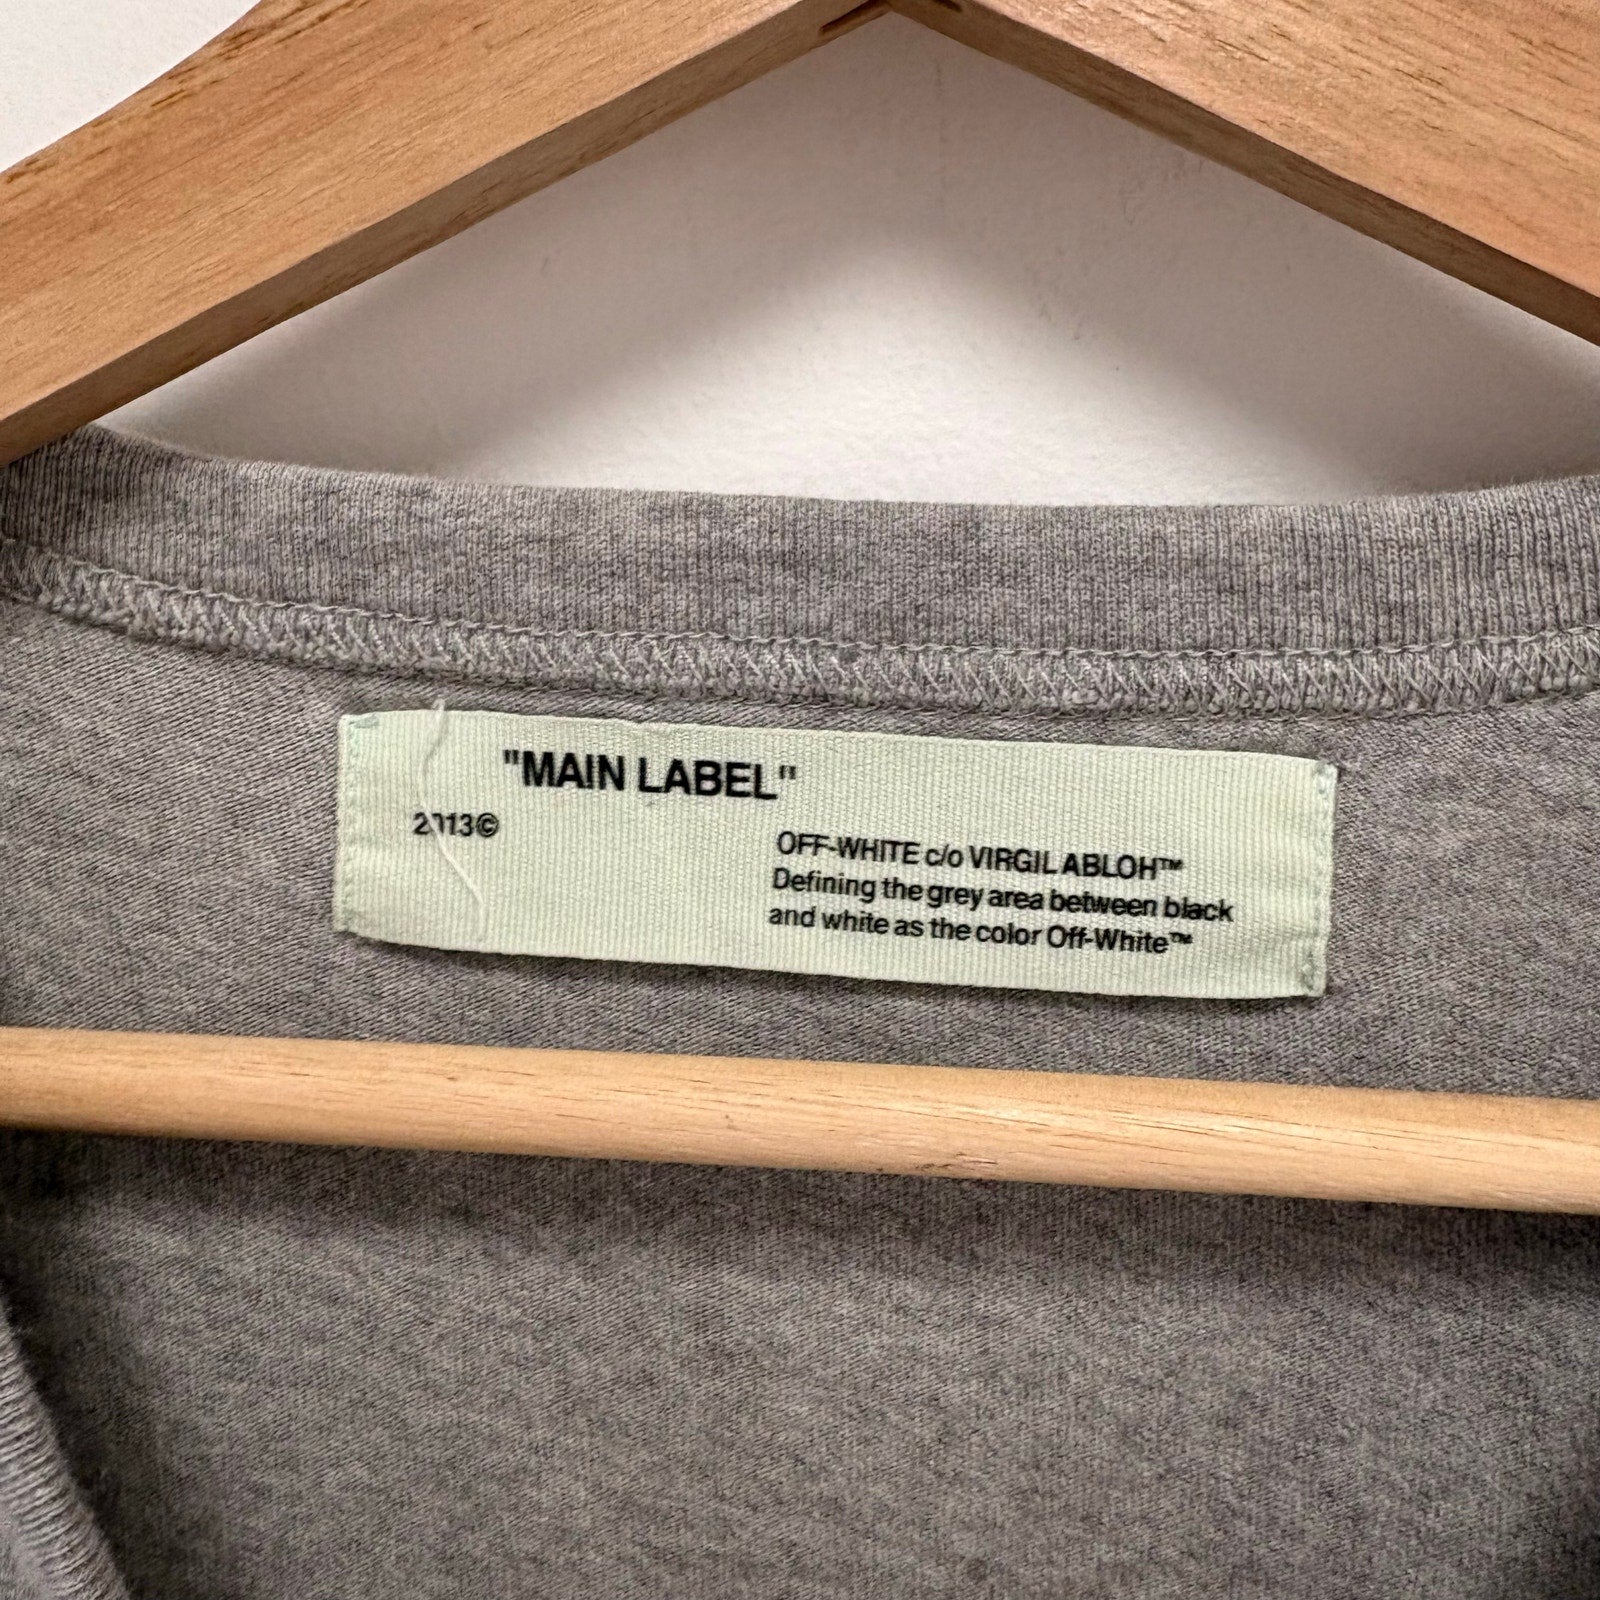 "MAIN LABEL"
2013©
OFF-WHITE c/o VIRGIL ABLOH™
Defining the grey area between black
and white as the color Off-White™